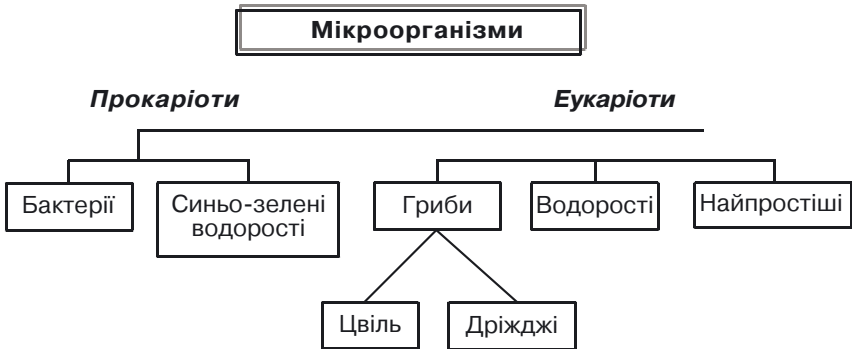 Мікроорганізми
Прокаріоти
Еукаріоти
Бактерії
Синьо-зелені
водорості
Гриби
Водорості
Найпростіші
Цвіль
Дріжджі